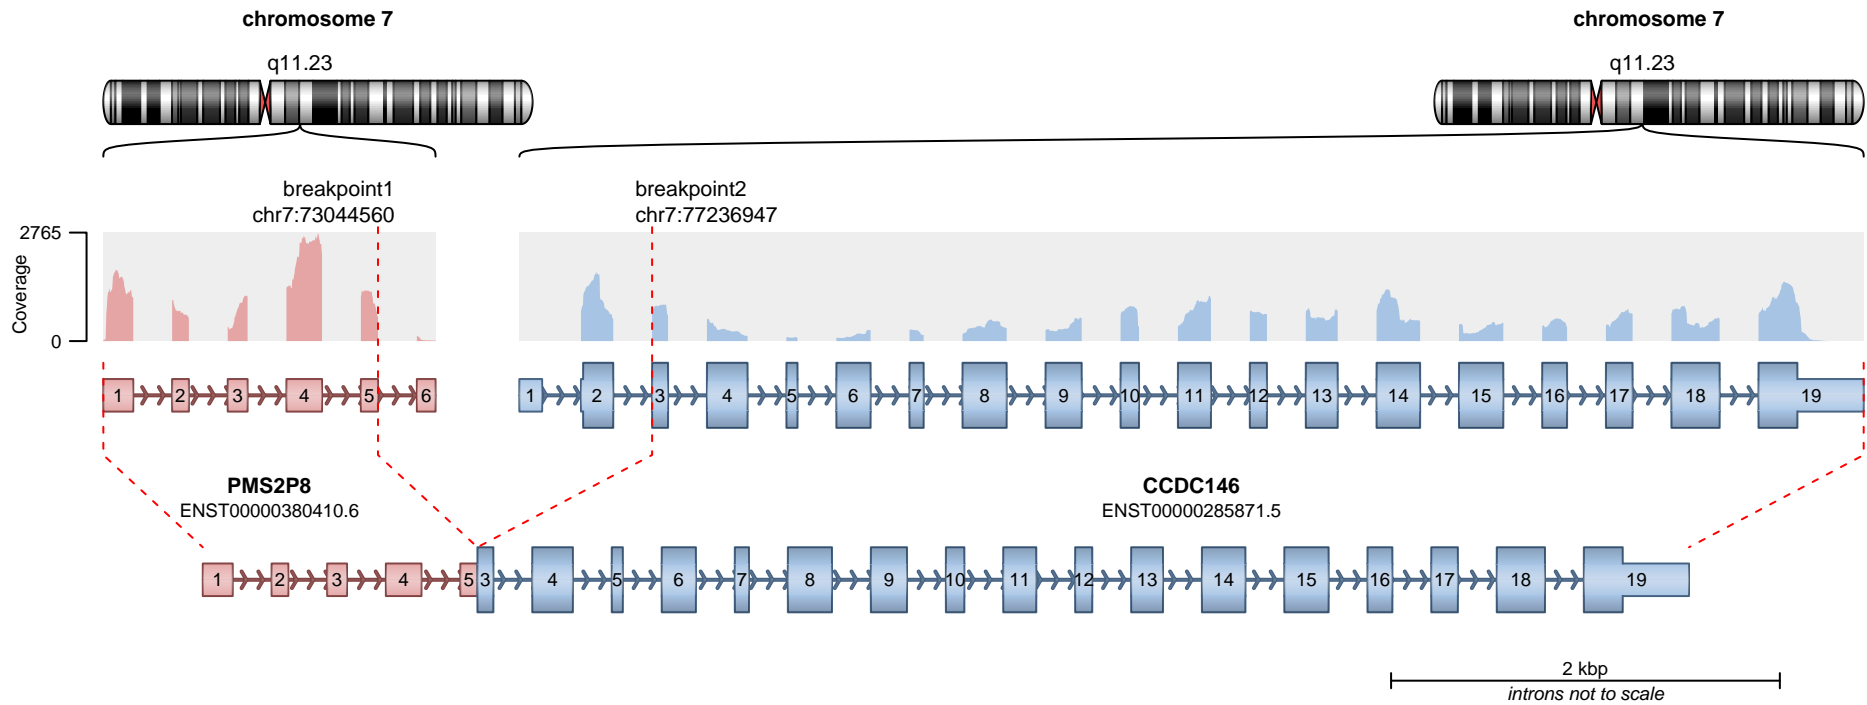 chromosome 7
chromosome 7
q11.23
q11.23
breakpoint1
chr7:73044560
breakpoint2
chr7:77236947
2765
Coverage
0
1 2 3 4 5 6
1 2 3 4 5 6 7 8 9 10 11 12 13 14 15 16 17 18 19
PMS2P8
ENST00000380410.6
CCDC146
ENST00000285871.5
1 2 3 4 5 3 4 5 6 7 8 9 10 11 12 13 14 15 16 17 18 19
2 kbp
introns not to scale